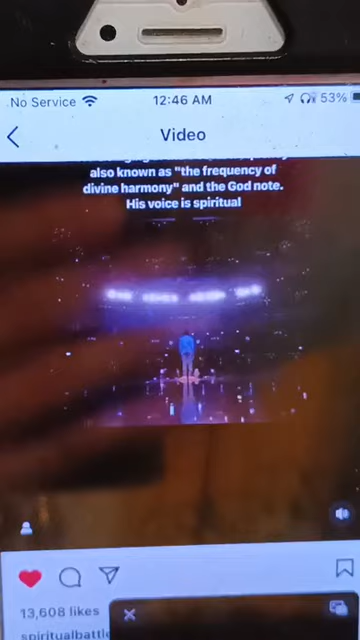 No Service 12:46 AM 53%
Video
also known as "the frequency of
divine harmony" and the God note.
His voice is spiritual
13,608 likes